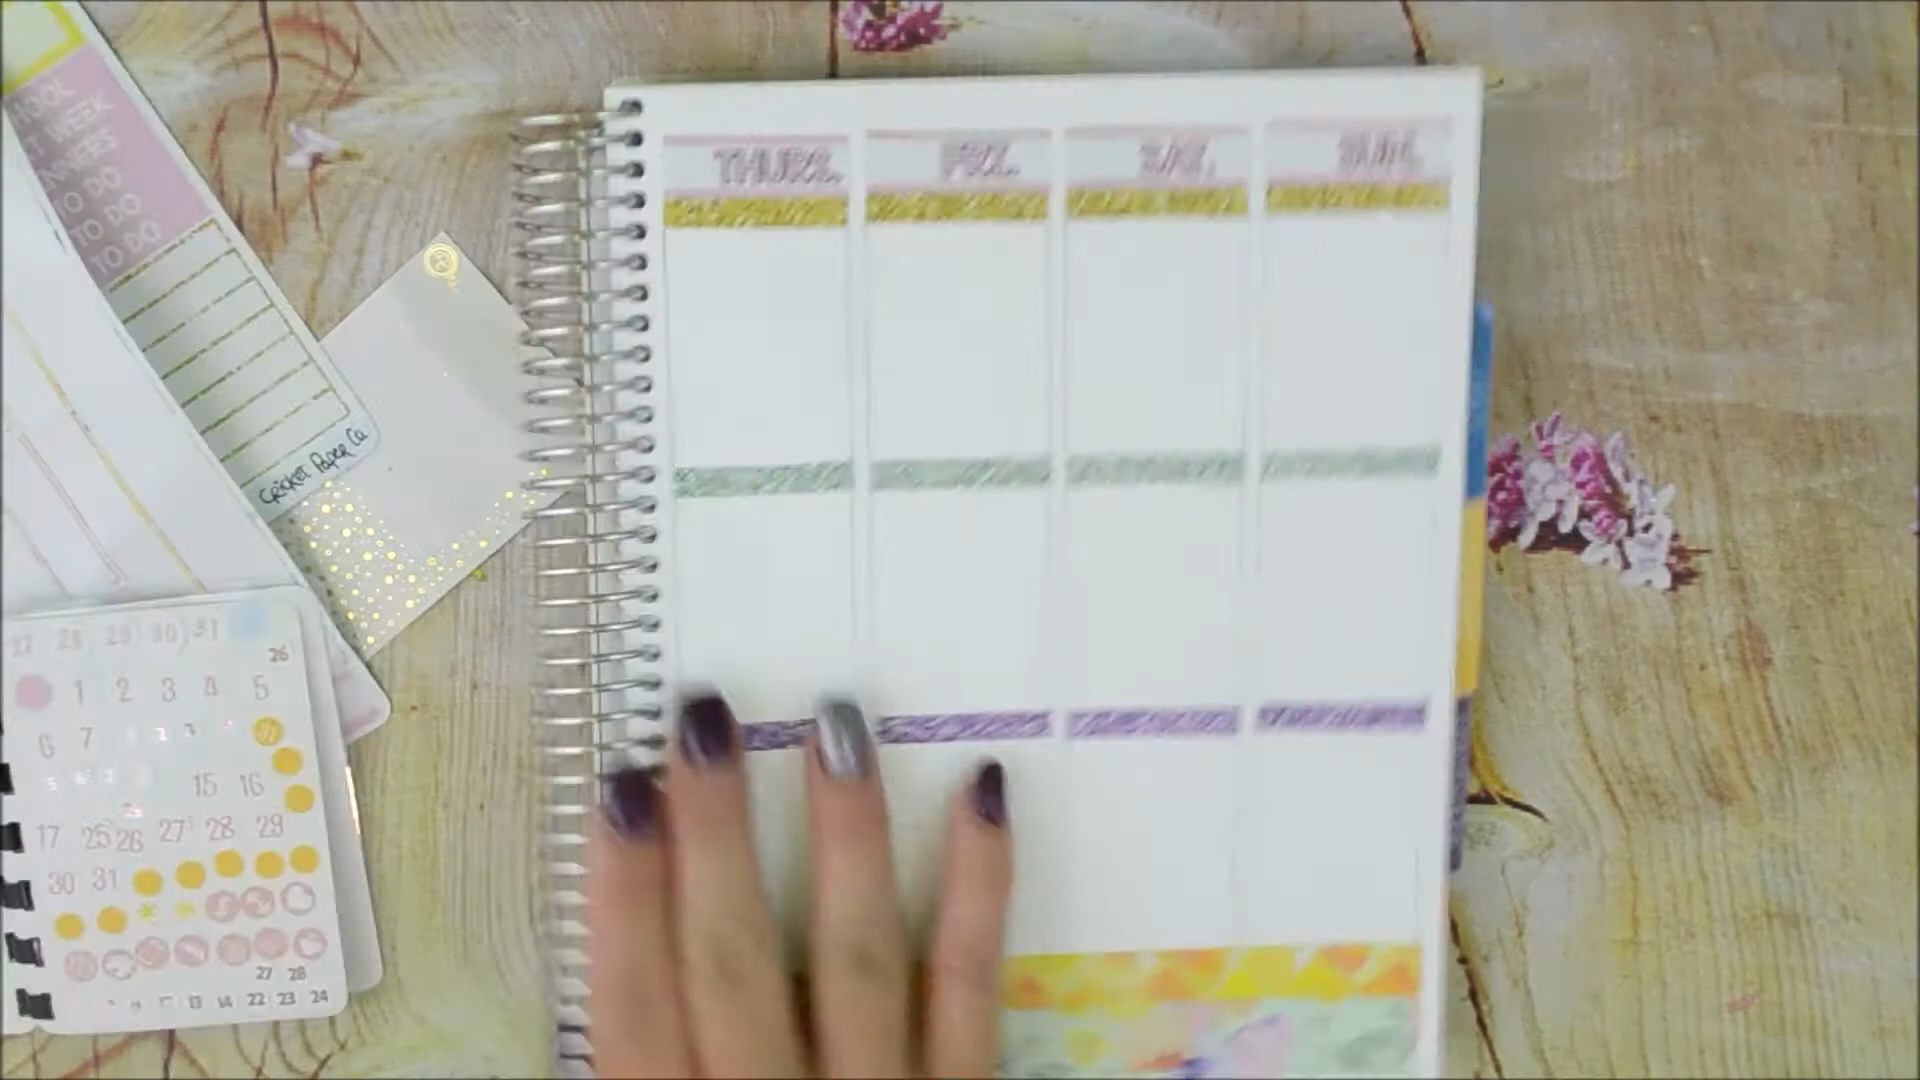 THURS. FRI. SAT. SUN.
T WEEK
TO DO
TO DO
TO DO
Cricket Paper Co
27 28 29 30 31
26
1 2 3 4 5
6 7
15 16
17 25 26 27 28 29
30 31
27 28
13 14 22 23 24